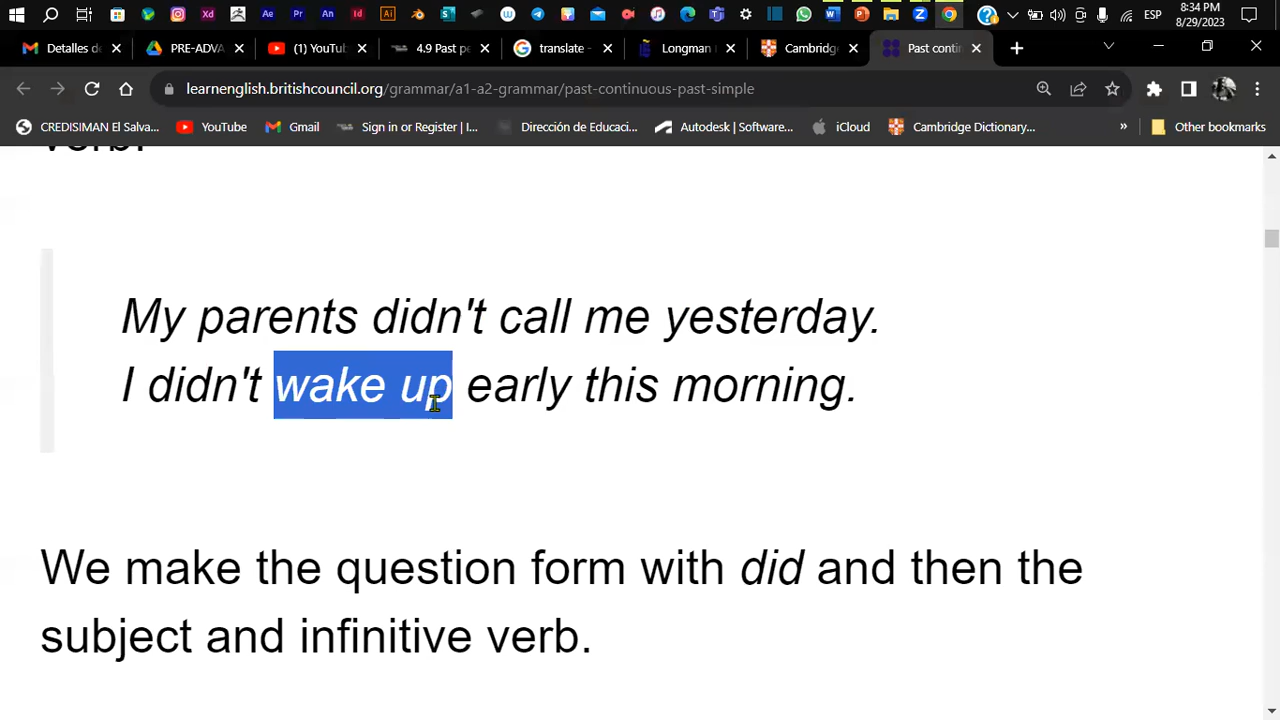 8:34 PM
ESP
8/29/2023
Detalles de
PRE-ADVA
(1) YouTub
4.9 Past pe
translate -
Longman
Cambridg
Past conti
learnenglish.britishcouncil.org/grammar/a1-a2-grammar/past-continuous-past-simple
CREDISIMAN El Salva...
YouTube
Gmail
Sign in or Register | I...
Dirección de Educaci...
Autodesk | Software...
iCloud
Cambridge Dictionary...
Other bookmarks
verb.
My parents didn't call me yesterday.
I didn't wake up early this morning.
We make the question form with did and then the
subject and infinitive verb.